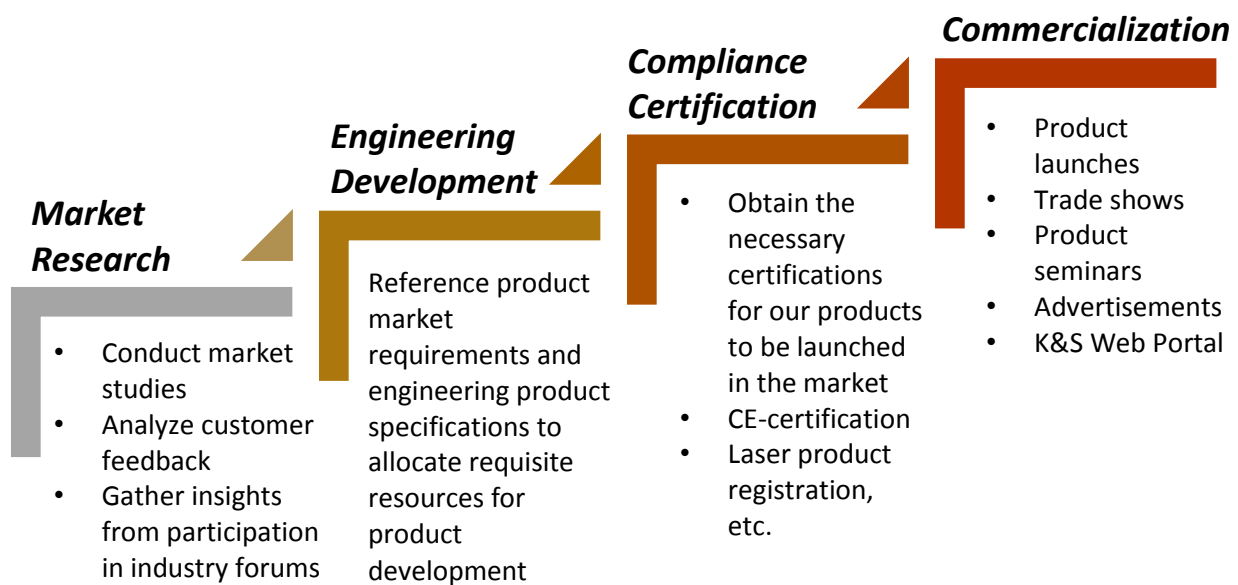 Market
Research
• Conduct market
studies
• Analyze customer
feedback
• Gather insights
from participation
in industry forums
Engineering
Development
Reference product
market
requirements and
engineering product
specifications to
allocate requisite
resources for
product
development
Compliance
Certification
• Obtain the
necessary
certifications
for our products
to be launched
in the market
• CE-certification
• Laser product
registration,
etc.
Commercialization
• Product
launches
• Trade shows
• Product
seminars
• Advertisements
• K&S Web Portal